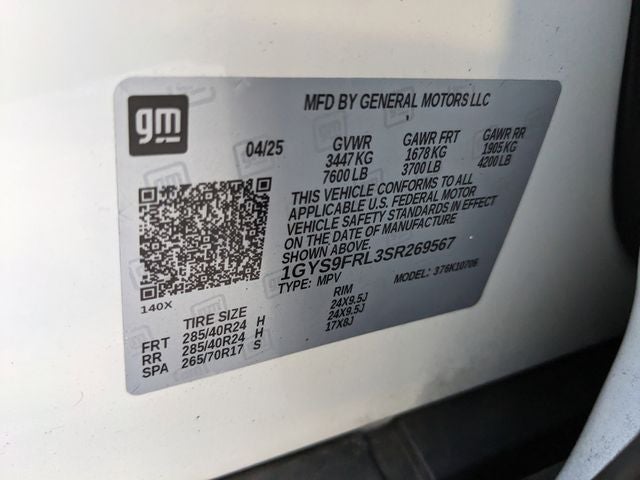 gm
MFD BY GENERAL MOTORS LLC
04/25
GVWR GAWR FRT GAWR RR
3447 KG 1678 KG 1905 KG
7600 LB 3700 LB 4200 LB
THIS VEHICLE CONFORMS TO ALL
APPLICABLE U.S. FEDERAL MOTOR
VEHICLE SAFETY STANDARDS IN EFFECT
ON THE DATE OF MANUFACTURE
SHOWN ABOVE.
1GYS9FRL3SR269567
TYPE: MPV MODEL: 376K10706
140X
TIRE SIZE RIM
FRT 285/40R24 H 24X9.5J
RR 285/40R24 H 24X9.5J
SPA 265/70R17 S 17X8J